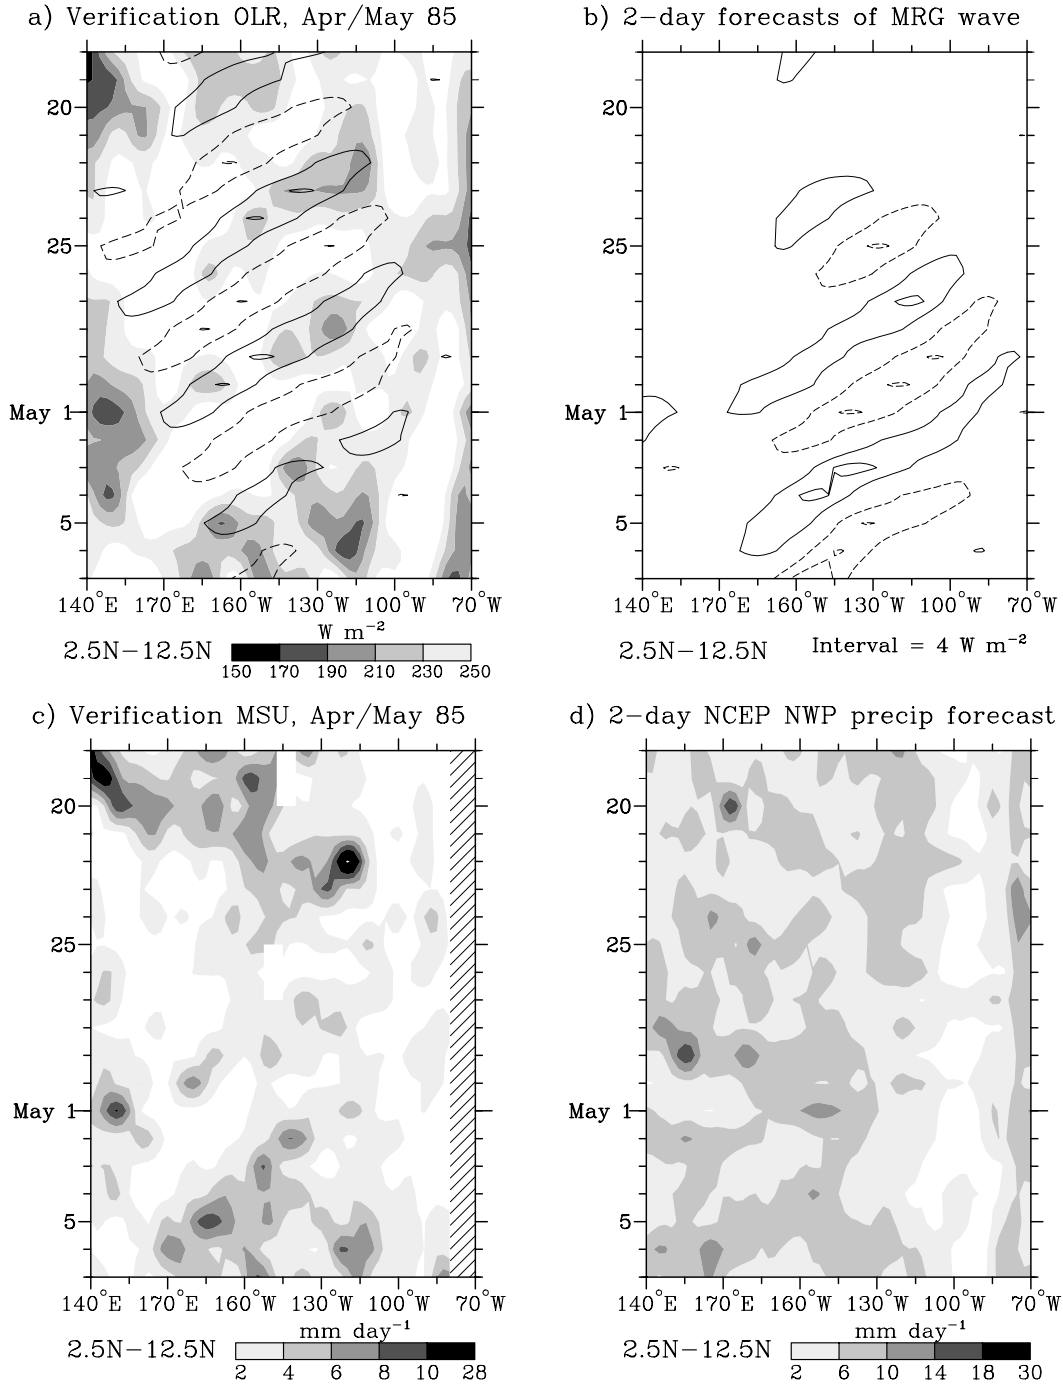 a) Verification OLR, Apr/May 85
20
25
May 1
5
140°E 170°E 160°W 130°W 100°W 70°W
W m⁻²
2.5N−12.5N
150 170 190 210 230 250
b) 2−day forecasts of MRG wave
20
25
May 1
5
140°E 170°E 160°W 130°W 100°W 70°W
2.5N−12.5N
Interval = 4 W m⁻²
c) Verification MSU, Apr/May 85
20
25
May 1
5
140°E 170°E 160°W 130°W 100°W 70°W
mm day⁻¹
2.5N−12.5N
2 4 6 8 10 28
d) 2−day NCEP NWP precip forecast
20
25
May 1
5
140°E 170°E 160°W 130°W 100°W 70°W
mm day⁻¹
2.5N−12.5N
2 6 10 14 18 30